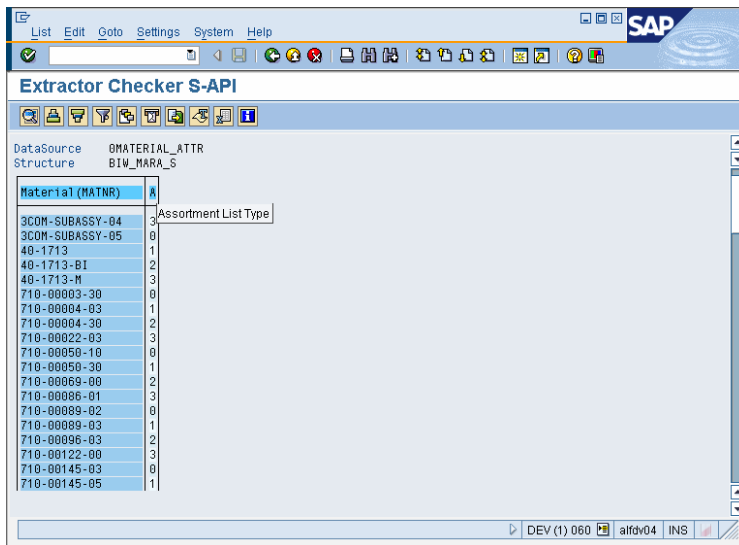 List Edit Goto Settings System Help
SAP
Extractor Checker S-API
DataSource 0MATERIAL_ATTR
Structure BIW_MARA_S
Material(MATNR) A
Assortment List Type
3COM-SUBASSY-04 3
3COM-SUBASSY-05 0
40-1713 1
40-1713-BI 2
40-1713-M 3
710-00003-30 0
710-00004-03 1
710-00004-30 2
710-00022-03 3
710-00050-10 0
710-00050-30 1
710-00069-00 2
710-00086-01 3
710-00089-02 0
710-00089-03 1
710-00096-03 2
710-00122-00 3
710-00145-03 0
710-00145-05 1
DEV (1) 060 alfdv04 INS